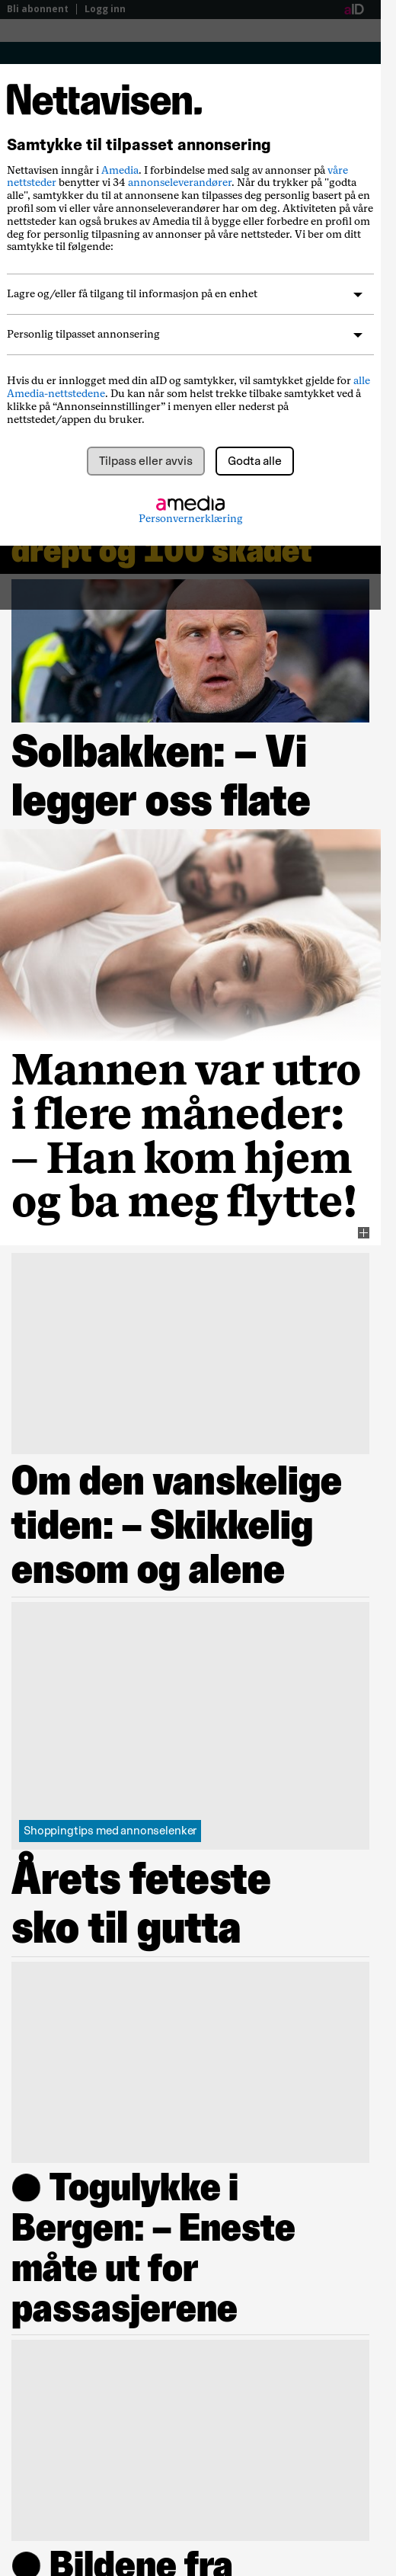 Bli abonnent | Logg inn aID
Nettavisen.
Samtykke til tilpasset annonsering
Nettavisen inngår i Amedia. I forbindelse med salg av annonser på våre
nettsteder benytter vi 34 annonseleverandører. Når du trykker på "godta
alle", samtykker du til at annonsene kan tilpasses deg personlig basert på en
profil som vi eller våre annonseleverandører har om deg. Aktiviteten på våre
nettsteder kan også brukes av Amedia til å bygge eller forbedre en profil om
deg for personlig tilpasning av annonser på våre nettsteder. Vi ber om ditt
samtykke til følgende:
Lagre og/eller få tilgang til informasjon på en enhet
Personlig tilpasset annonsering
Hvis du er innlogget med din aID og samtykker, vil samtykket gjelde for alle
Amedia-nettstedene. Du kan når som helst trekke tilbake samtykket ved å
klikke på “Annonseinnstillinger” i menyen eller nederst på
nettstedet/appen du bruker.
Tilpass eller avvis Godta alle
amedia
Personvernerklæring
drept og 100 skadet
Solbakken: – Vi
legger oss flate
Mannen var utro
i flere måneder:
– Han kom hjem
og ba meg flytte!
Om den vanskelige
tiden: – Skikkelig
ensom og alene
Shoppingtips med annonselenker
Årets feteste
sko til gutta
● Togulykke i
Bergen: – Eneste
måte ut for
passasjerene
● Bildene fra